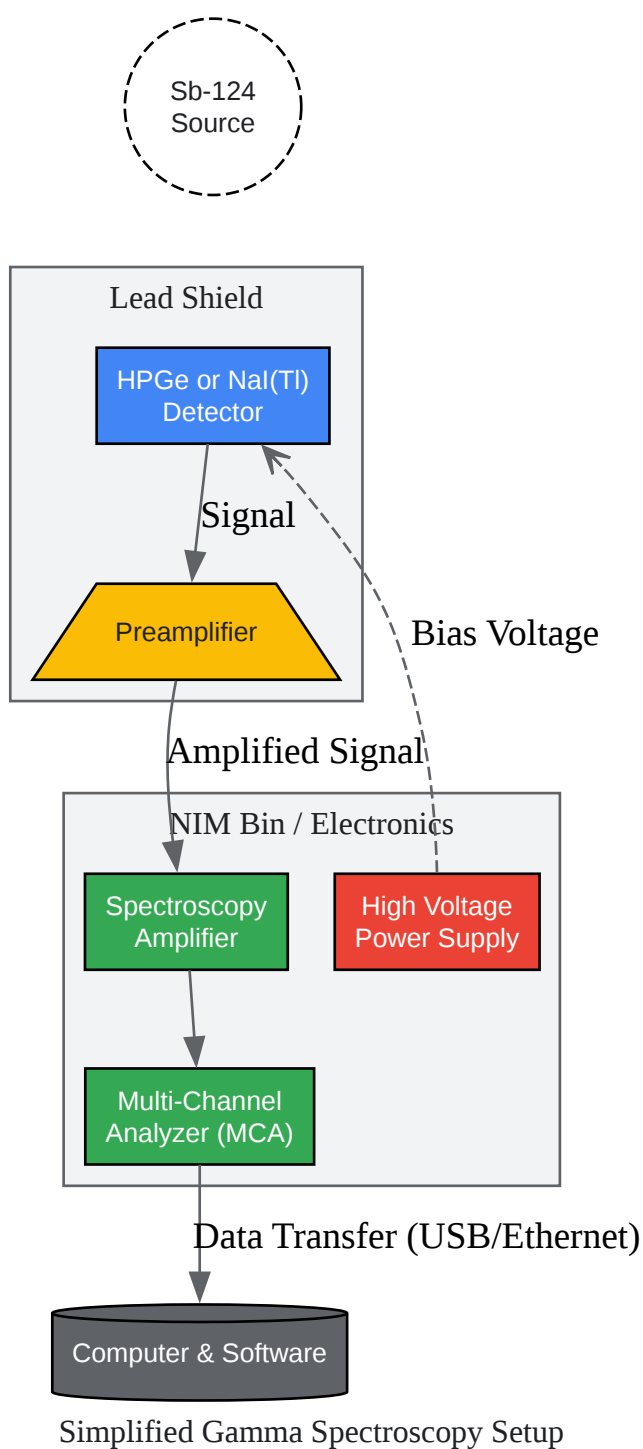 Sb-124
Source
Lead Shield
HPGe or NaI(Tl)
Detector
Signal
Preamplifier
Bias Voltage
Amplified Signal
NIM Bin / Electronics
Spectroscopy
Amplifier
High Voltage
Power Supply
Multi-Channel
Analyzer (MCA)
Data Transfer (USB/Ethernet)
Computer & Software
Simplified Gamma Spectroscopy Setup